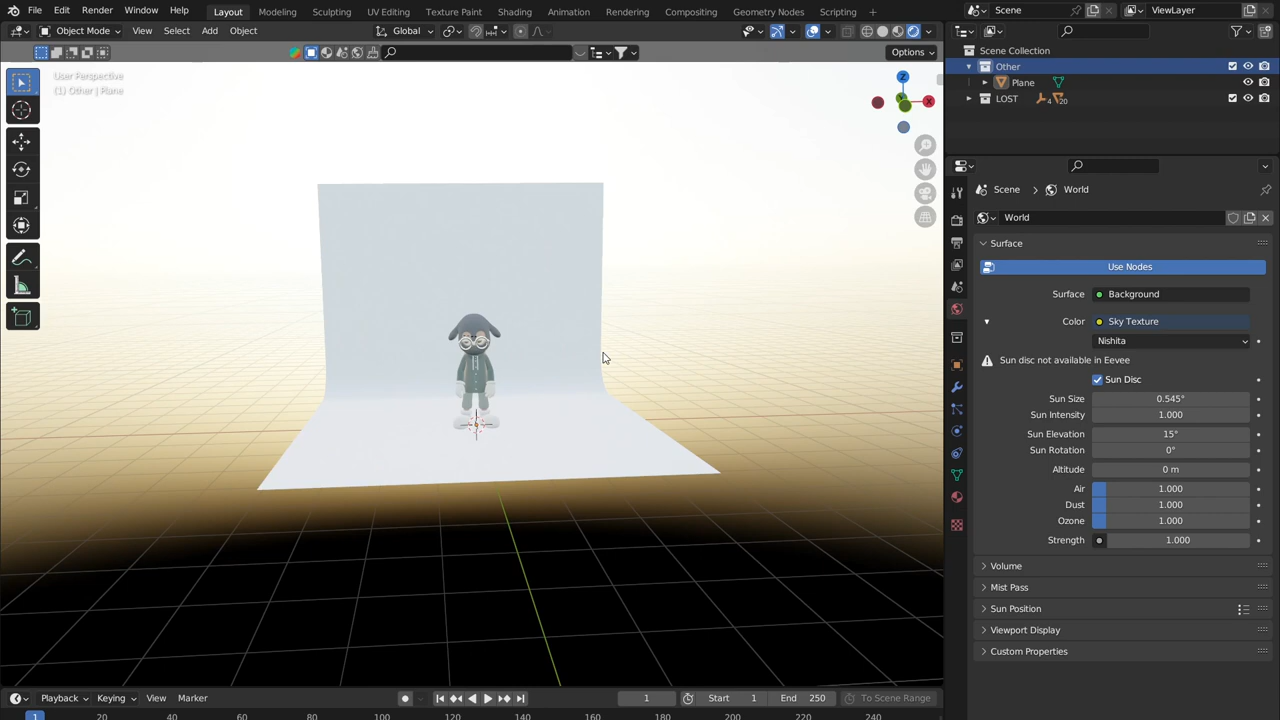 File Edit Render Window Help Layout Modeling Sculpting UV Editing Texture Paint Shading Animation Rendering Compositing Geometry Nodes Scripting + Scene ViewLayer
Object Mode View Select Add Object Global
Options
User Perspective
(1) Other | Plane
Z
X
Scene Collection
Other
Plane
LOST 4 20
Scene > World
World
Surface
Use Nodes
Surface Background
Color Sky Texture
Nishita
Sun disc not available in Eevee
Sun Disc
Sun Size 0.545°
Sun Intensity 1.000
Sun Elevation 15°
Sun Rotation 0°
Altitude 0 m
Air 1.000
Dust 1.000
Ozone 1.000
Strength 1.000
Volume
Mist Pass
Sun Position
Viewport Display
Custom Properties
Playback Keying View Marker 1 Start 1 End 250 To Scene Range
1 20 40 60 80 100 120 140 160 180 200 220 240